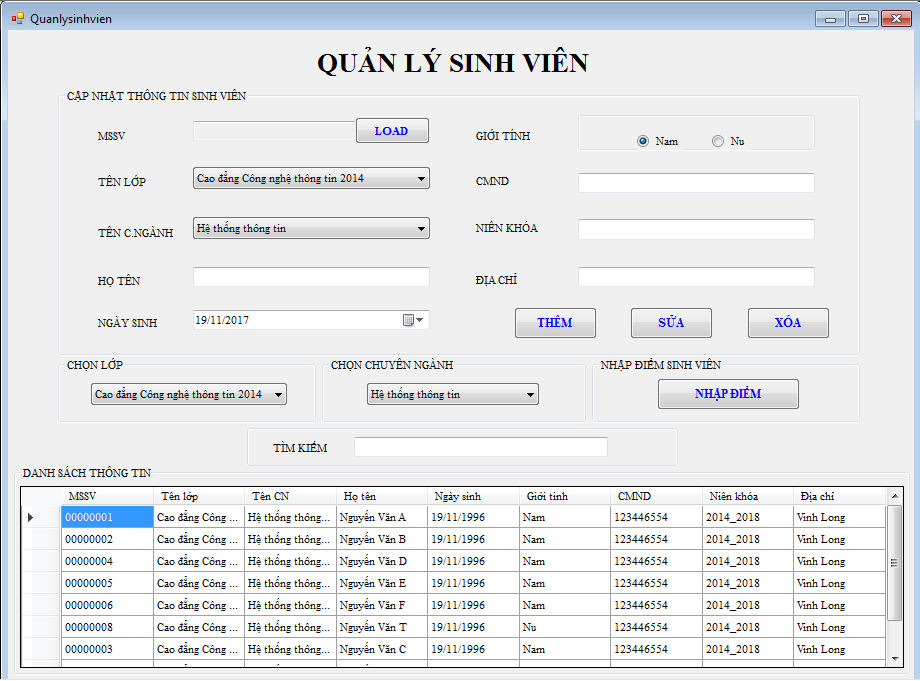 Quanlysinhvien
QUẢN LÝ SINH VIÊN
CẬP NHẬT THÔNG TIN SINH VIÊN
MSSV LOAD GIỚI TÍNH Nam Nu
TÊN LỚP Cao đẳng Công nghệ thông tin 2014 CMND
TÊN C.NGÀNH Hệ thống thông tin NIÊN KHÓA
HỌ TÊN ĐỊA CHỈ
NGÀY SINH 19/11/2017 THÊM SỬA XÓA
CHỌN LỚP CHỌN CHUYÊN NGÀNH NHẬP ĐIỂM SINH VIÊN
Cao đẳng Công nghệ thông tin 2014 Hệ thống thông tin NHẬP ĐIỂM
TÌM KIẾM
DANH SÁCH THÔNG TIN
MSSV Tên lớp Tên CN Họ tên Ngày sinh Giới tính CMND Niên khóa Địa chỉ
00000001 Cao đẳng Công ... Hệ thống thông... Nguyễn Văn A 19/11/1996 Nam 123446554 2014_2018 Vinh Long
00000002 Cao đẳng Công ... Hệ thống thông... Nguyễn Văn B 19/11/1996 Nam 123446554 2014_2018 Vinh Long
00000004 Cao đẳng Công ... Hệ thống thông... Nguyễn Văn D 19/11/1996 Nam 123446554 2014_2018 Vinh Long
00000005 Cao đẳng Công ... Hệ thống thông... Nguyễn Văn E 19/11/1996 Nam 123446554 2014_2018 Vinh Long
00000006 Cao đẳng Công ... Hệ thống thông... Nguyễn Văn F 19/11/1996 Nam 123446554 2014_2018 Vinh Long
00000008 Cao đẳng Công ... Hệ thống thông... Nguyễn Văn T 19/11/1996 Nu 123446554 2014_2018 Vinh Long
00000003 Cao đẳng Công ... Hệ thống thông... Nguyễn Văn C 19/11/1996 Nam 123446554 2014_2018 Vinh Long